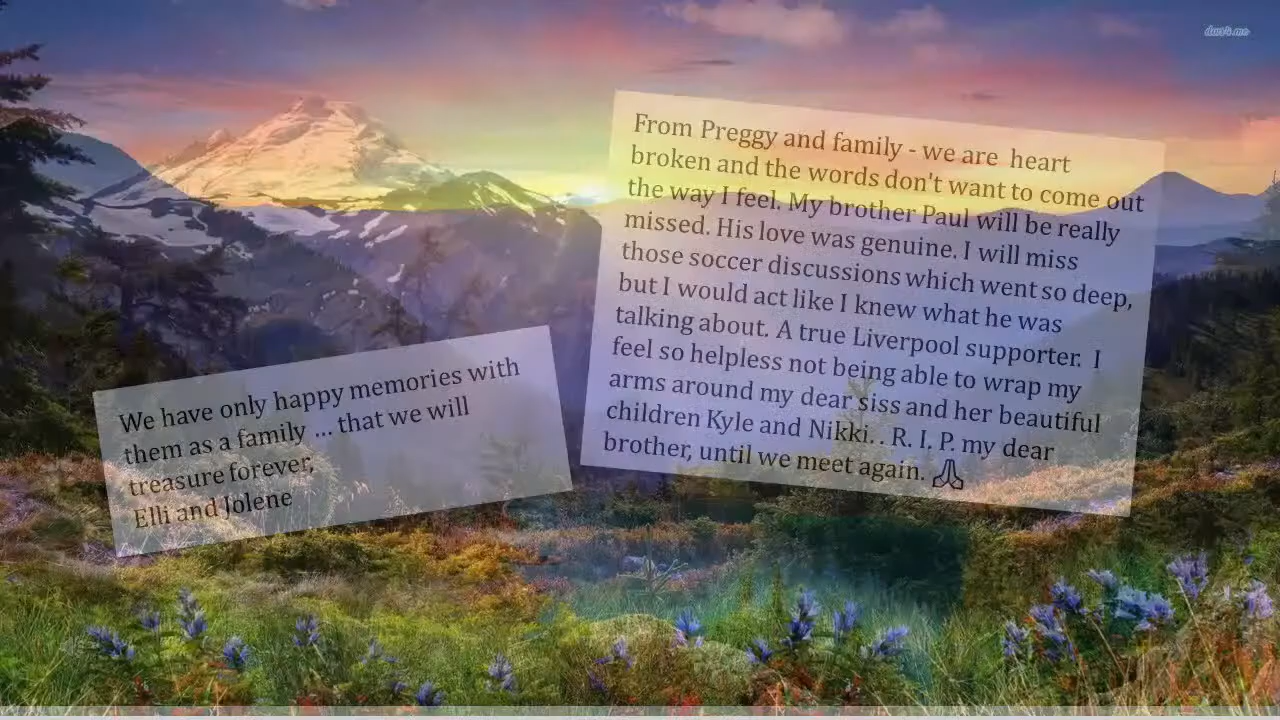 We have only happy memories with
them as a family ... that we will
treasure forever,
Elli and Jolene
From Preggy and family - we are heart
broken and the words don't want to come out
the way I feel. My brother Paul will be really
missed. His love was genuine. I will miss
those soccer discussions which went so deep,
but I would act like I knew what he was
talking about. A true Liverpool supporter. I
feel so helpless not being able to wrap my
arms around my dear siss and her beautiful
children Kyle and Nikki. . R. I. P. my dear
brother, until we meet again. 🙏